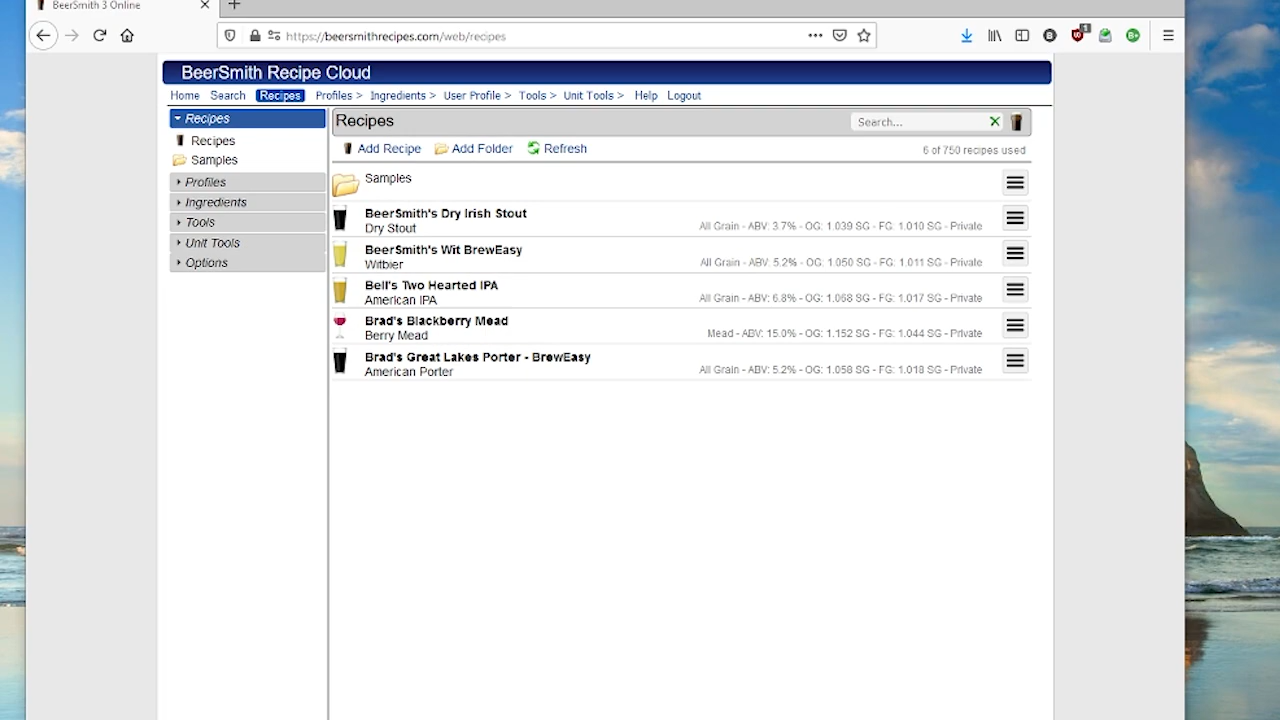 BeerSmith 3 Online
https://beersmithrecipes.com/web/recipes
1
BeerSmith Recipe Cloud
Home Search Recipes Profiles > Ingredients > User Profile > Tools > Unit Tools > Help Logout
Recipes
Recipes
Samples
Profiles
Ingredients
Tools
Unit Tools
Options
Recipes Search...
Add Recipe Add Folder Refresh 6 of 750 recipes used
Samples
BeerSmith's Dry Irish Stout
Dry Stout All Grain - ABV: 3.7% - OG: 1.039 SG - FG: 1.010 SG - Private
BeerSmith's Wit BrewEasy
Witbier All Grain - ABV: 5.2% - OG: 1.050 SG - FG: 1.011 SG - Private
Bell's Two Hearted IPA
American IPA All Grain - ABV: 6.8% - OG: 1.068 SG - FG: 1.017 SG - Private
Brad's Blackberry Mead
Berry Mead Mead - ABV: 15.0% - OG: 1.152 SG - FG: 1.044 SG - Private
Brad's Great Lakes Porter - BrewEasy
American Porter All Grain - ABV: 5.2% - OG: 1.058 SG - FG: 1.018 SG - Private